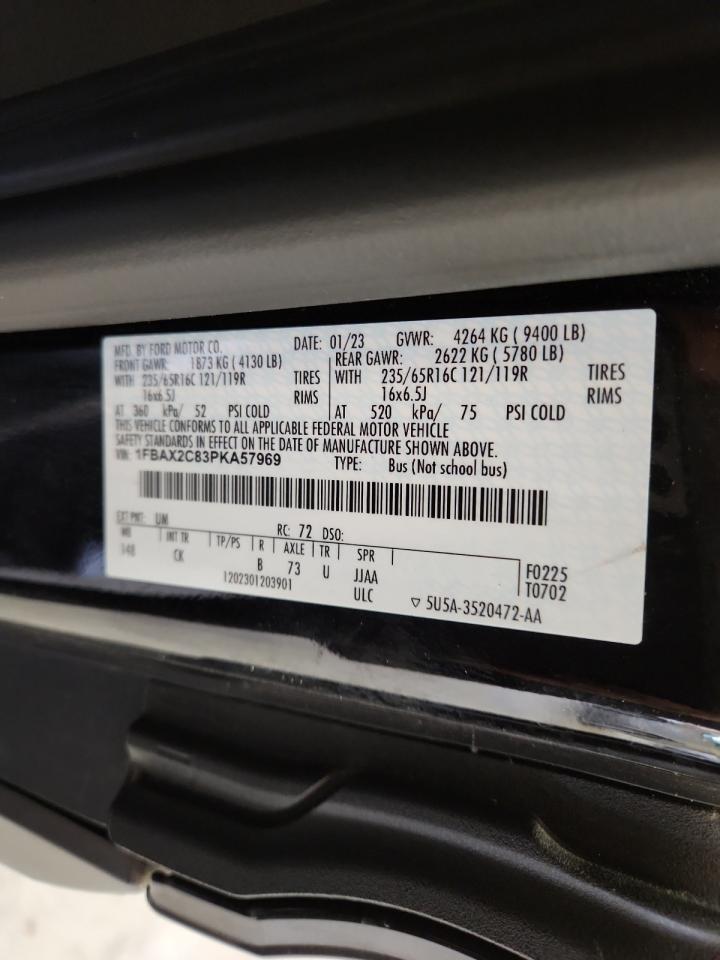 MFD. BY FORD MOTOR CO. DATE: 01/23 GVWR: 4264 KG ( 9400 LB)
FRONT GAWR: 1873 KG ( 4130 LB) REAR GAWR: 2622 KG ( 5780 LB)
WITH 235/65R16C 121/119R TIRES WITH 235/65R16C 121/119R TIRES
16x6.5J RIMS 16x6.5J RIMS
AT 360 kPa/ 52 PSI COLD AT 520 kPa/ 75 PSI COLD
THIS VEHICLE CONFORMS TO ALL APPLICABLE FEDERAL MOTOR VEHICLE
SAFETY STANDARDS IN EFFECT ON THE DATE OF MANUFACTURE SHOWN ABOVE.
VIN: 1FBAX2C83PKA57969 TYPE: Bus (Not school bus)
EXT PNT: UM RC: 72 DSO:
WB INT TR TP/PS R AXLE TR SPR
148 CK B 73 U JJAA F0225
1202301203901 ULC T0702
▽ 5U5A-3520472-AA